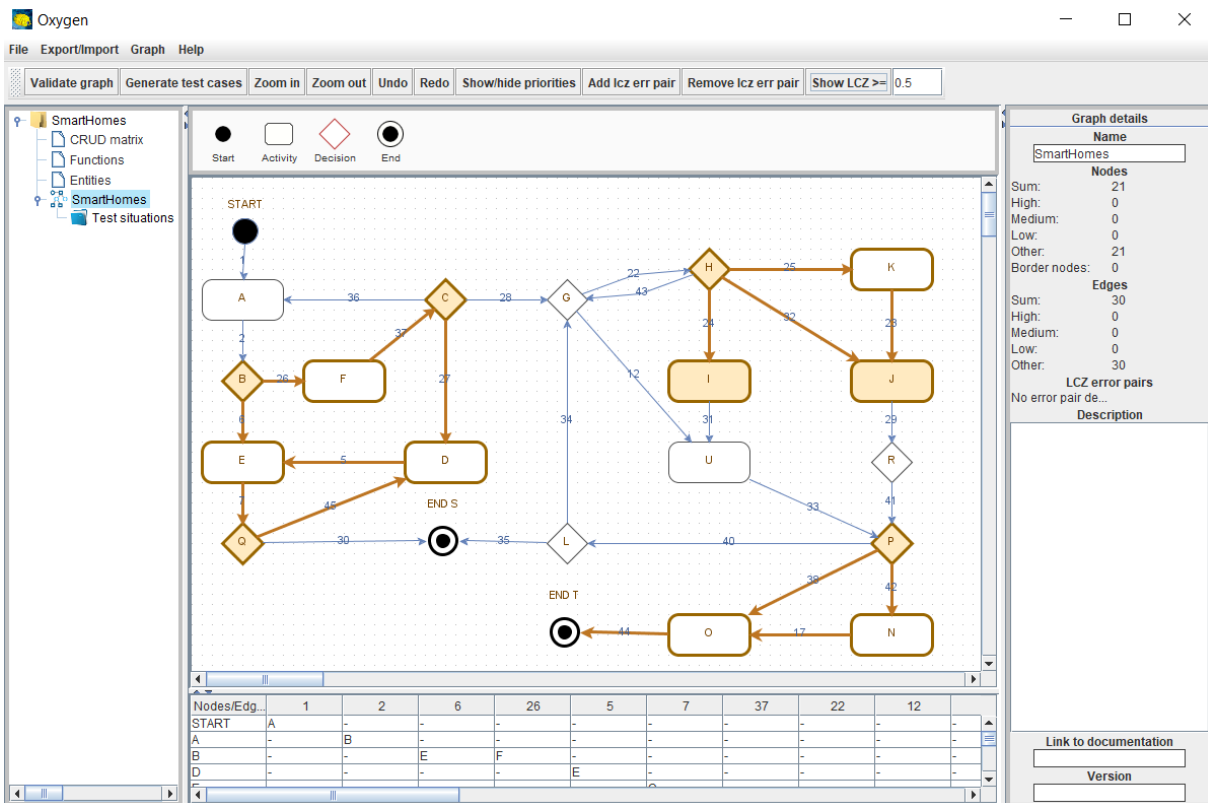 Oxygen
File Export/Import Graph Help
Validate graph Generate test cases Zoom in Zoom out Undo Redo Show/hide priorities Add lcz err pair Remove lcz err pair Show LCZ >= 0.5
SmartHomes
CRUD matrix
Functions
Entities
SmartHomes
Test situations
Start Activity Decision End
START
1
A 36 C 28 G 22 43 H 25 K
2 37 12 24 32 23
B 26 F 27 I J
6 34 31 29
E 5 D U R
7 45 33 41
END S
Q 30 35 L 40 P
38 42
END T
44 O 17 N
Nodes/Edg... 1 2 6 26 5 7 37 22 12
START A - - - - - - - - -
A - B - - - - - - - -
B - - E F - - - - - -
D - - - - E - - - - -
Graph details
Name
SmartHomes
Nodes
Sum: 21
High: 0
Medium: 0
Low: 0
Other: 21
Border nodes: 0
Edges
Sum: 30
High: 0
Medium: 0
Low: 0
Other: 30
LCZ error pairs
No error pair de...
Description
Link to documentation
Version